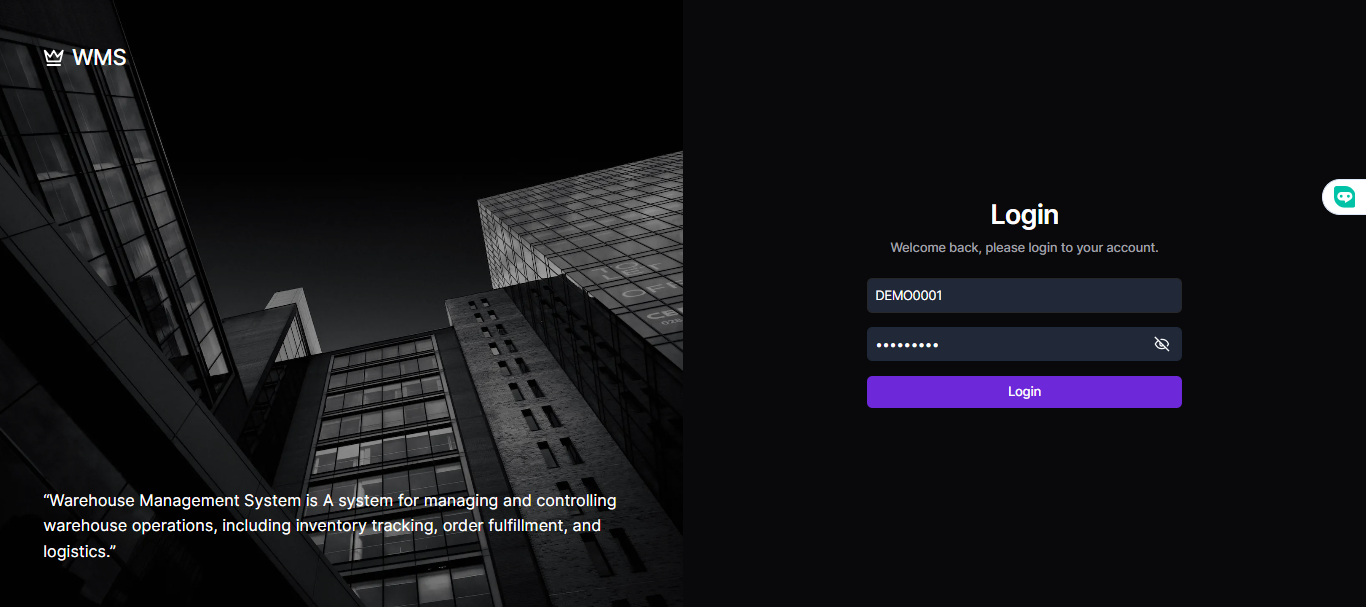 WMS
“Warehouse Management System is A system for managing and controlling
warehouse operations, including inventory tracking, order fulfillment, and
logistics.”
Login
Welcome back, please login to your account.
DEMO0001
•••••••••
Login